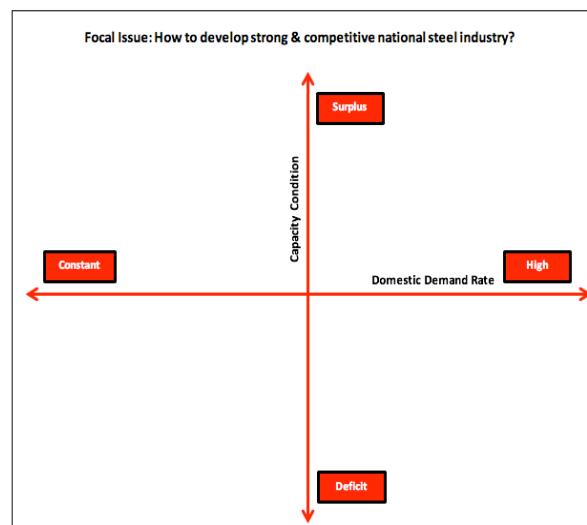 Focal Issue: How to develop strong & competitive national steel industry?
Surplus
Capacity Condition
Constant
High
Domestic Demand Rate
Deficit